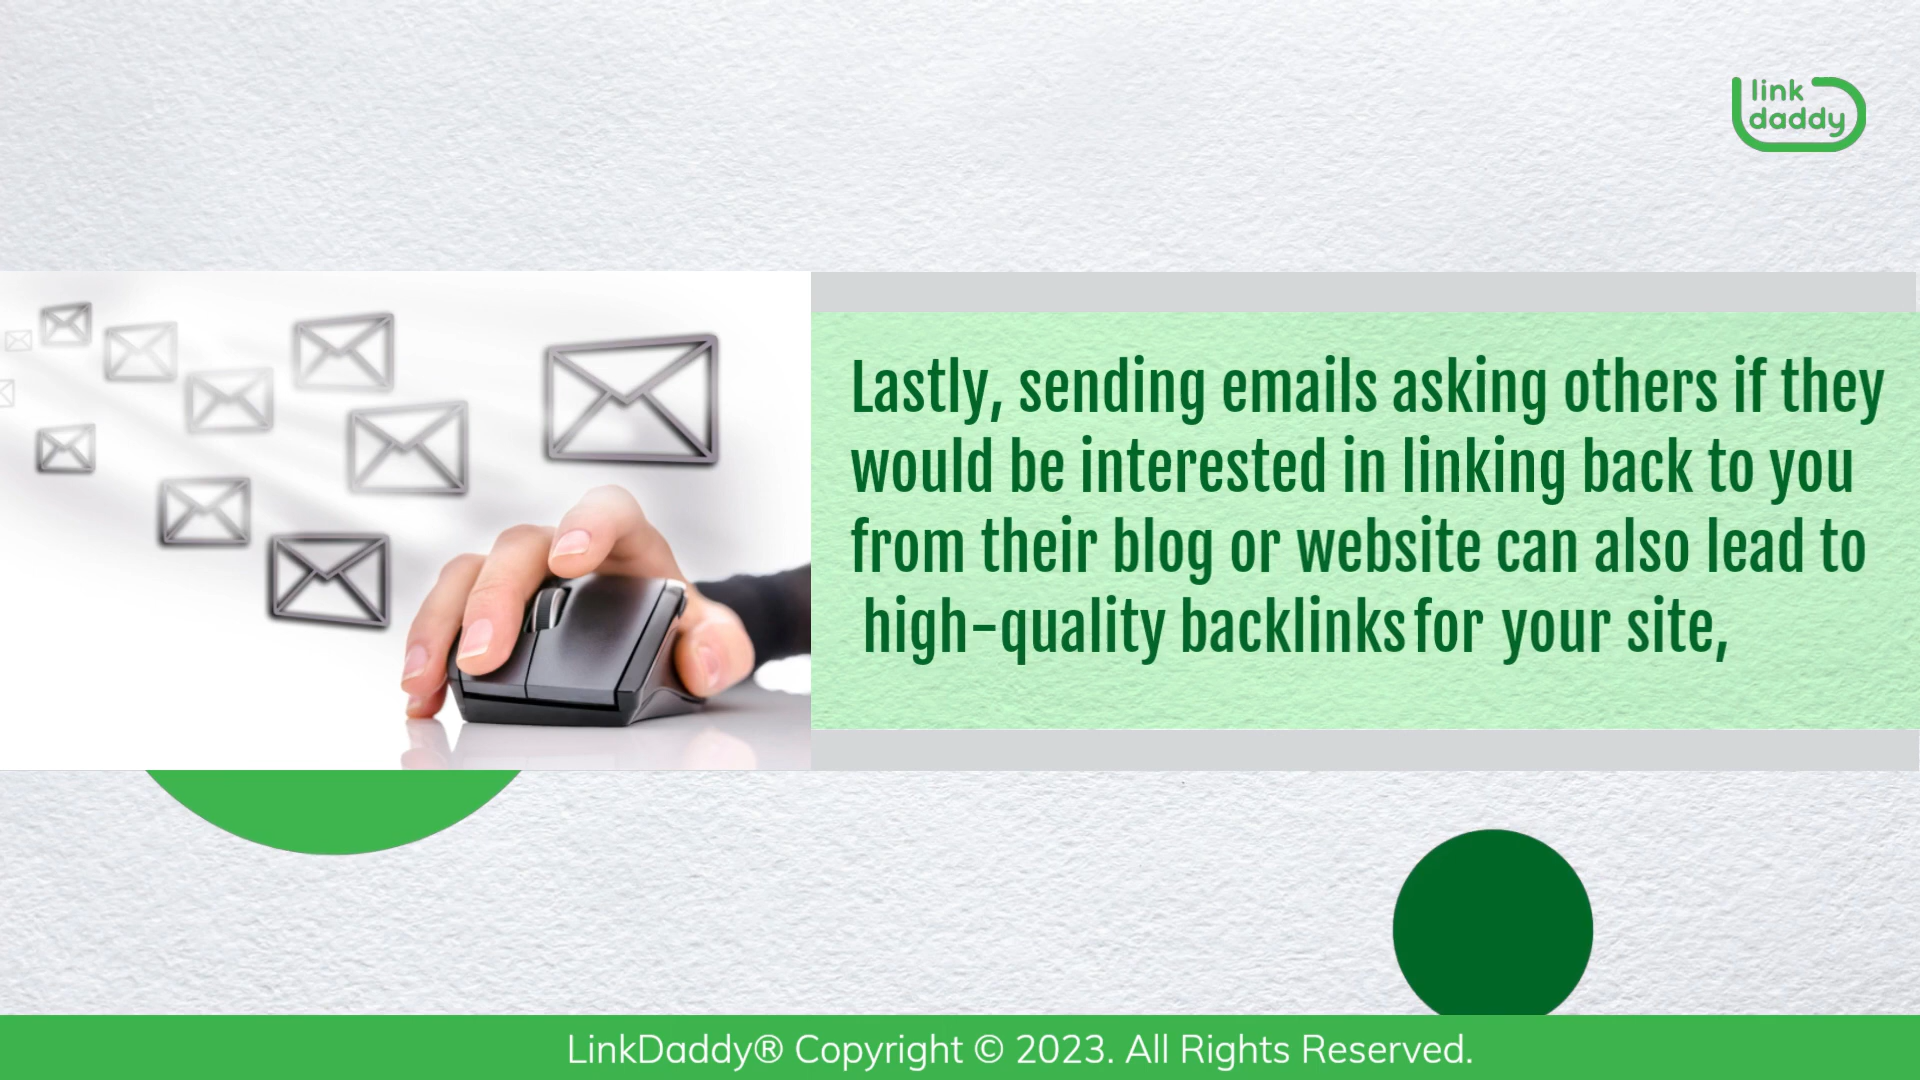 link
daddy
Lastly, sending emails asking others if they
would be interested in linking back to you
from their blog or website can also lead to
high-quality backlinks for your site,
LinkDaddy® Copyright © 2023. All Rights Reserved.